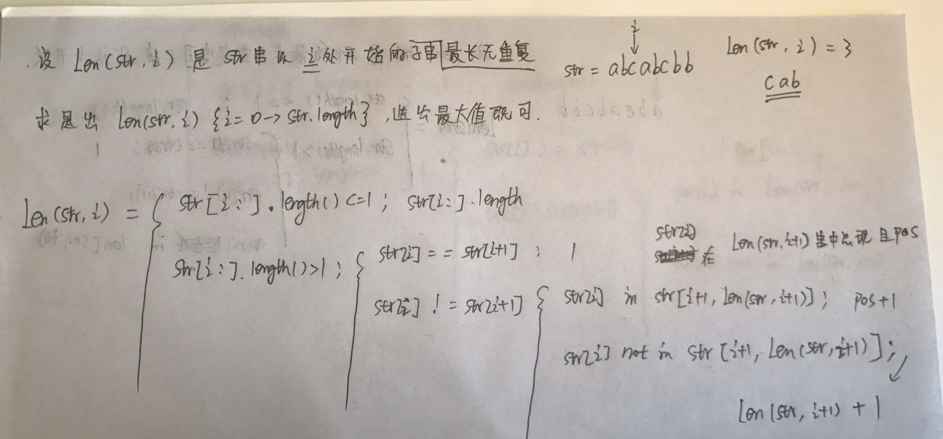 设 Len(str, i) 是 str串以 i 处开始的子串最长无重复
i
str = abcabcbb
Len(str, i) = 3
cab
求是出 Len(str, i) {i = 0 -> str.length}, 选出最大值既可.
Len(str, i) =
str[i:].length() <= 1 ; str[i:].length
str[i:].length() > 1 ;
str[i] == str[i+1] ; 1
str[i] 在 Len(str, i+1) 串中出现且pos
str[i] != str[i+1]
str[i] in str[i+1, Len(str, i+1)] ; pos+1
str[i] not in str[i+1, Len(str, i+1)] ;
Len(str, i+1) + 1